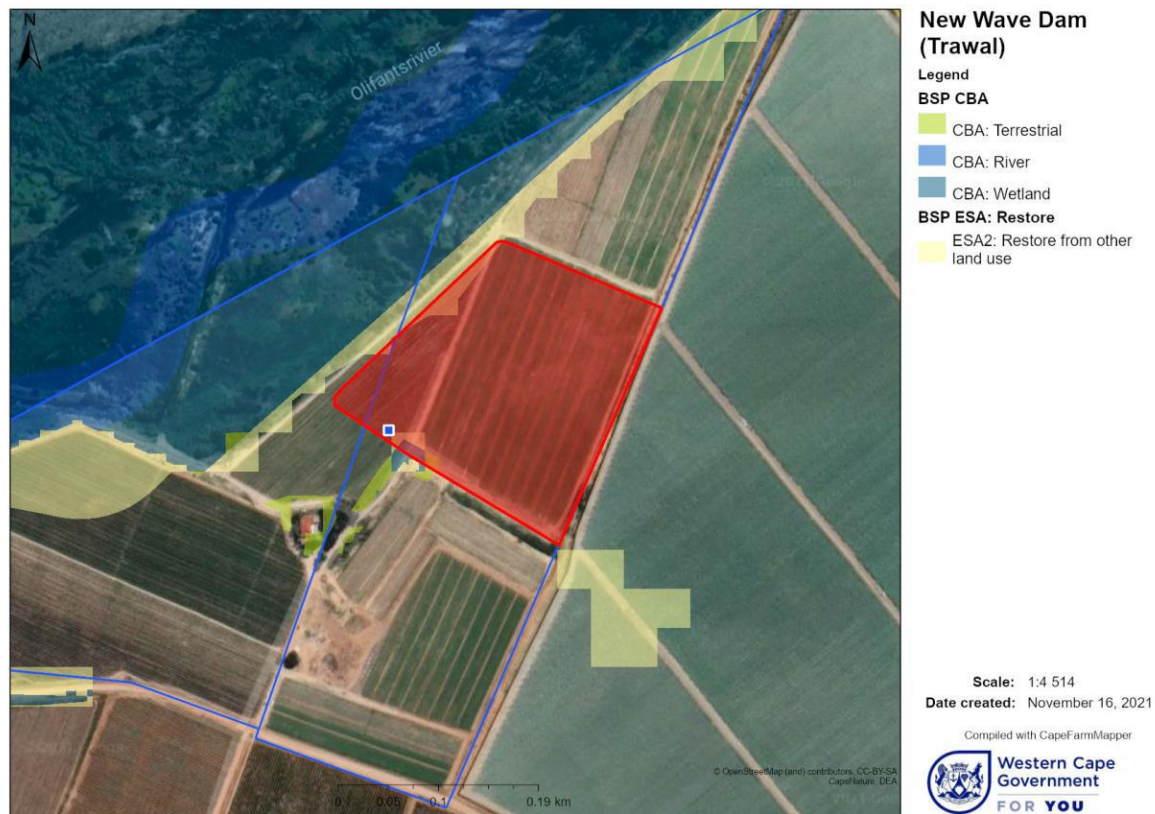 N
Olifantsrivier
New Wave Dam
(Trawal)
Legend
BSP CBA
CBA: Terrestrial
CBA: River
CBA: Wetland
BSP ESA: Restore
ESA2: Restore from other
land use
Scale: 1:4 514
Date created: November 16, 2021
Compiled with CapeFarmMapper
Western Cape
Government
FOR YOU
© OpenStreetMap (and) contributors, CC-BY-SA
CapeNature, DEA
0 0.05 0.1 0.19 km